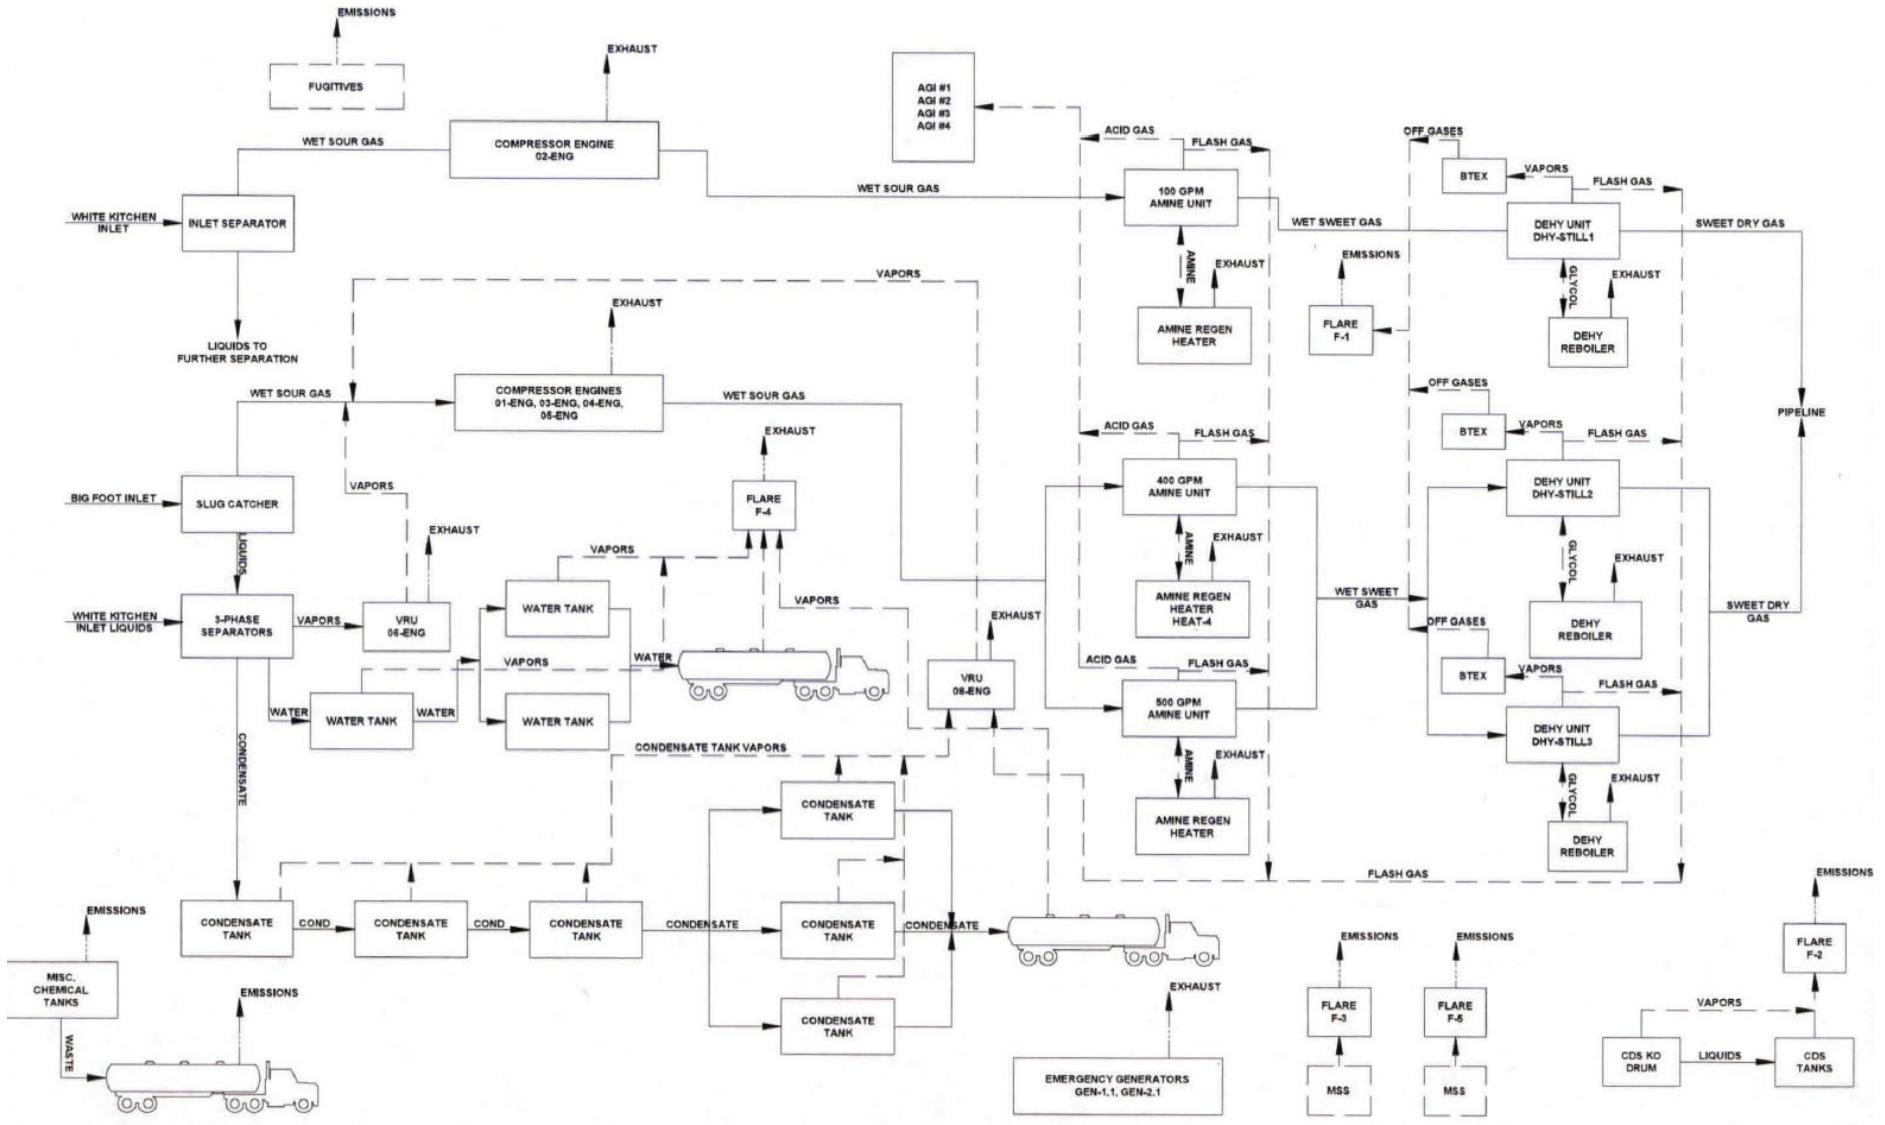 EMISSIONS
FUGITIVES
EXHAUST
WET SOUR GAS
COMPRESSOR ENGINE
02-ENG
AGI #1
AGI #2
AGI #3
AGI #4
ACID GAS
FLASH GAS
OFF GASES
BTEX
VAPORS
FLASH GAS
WHITE KITCHEN
INLET
INLET SEPARATOR
WET SOUR GAS
100 GPM
AMINE UNIT
WET SWEET GAS
DEHY UNIT
DHY-STILL1
SWEET DRY GAS
AMINE
EXHAUST
AMINE REGEN
HEATER
EMISSIONS
FLARE
F-1
GLYCOL
EXHAUST
DEHY
REBOILER
VAPORS
LIQUIDS TO
FURTHER SEPARATION
EXHAUST
WET SOUR GAS
COMPRESSOR ENGINES
01-ENG, 03-ENG, 04-ENG,
05-ENG
WET SOUR GAS
OFF GASES
BTEX
VAPORS
FLASH GAS
PIPELINE
ACID GAS
FLASH GAS
EXHAUST
FLARE
F-4
BIG FOOT INLET
SLUG CATCHER
VAPORS
EXHAUST
400 GPM
AMINE UNIT
DEHY UNIT
DHY-STILL2
LIQUIDS
VAPORS
AMINE
EXHAUST
AMINE REGEN
HEATER
HEAT-4
WET SWEET
GAS
GLYCOL
EXHAUST
DEHY
REBOILER
SWEET DRY
GAS
WHITE KITCHEN
INLET LIQUIDS
3-PHASE
SEPARATORS
VAPORS
VRU
06-ENG
WATER TANK
VAPORS
EXHAUST
VAPORS
WATER
OFF GASES
BTEX
VAPORS
FLASH GAS
ACID GAS
FLASH GAS
VRU
08-ENG
WATER
WATER TANK
WATER
WATER TANK
500 GPM
AMINE UNIT
DEHY UNIT
DHY-STILL3
CONDENSATE
CONDENSATE TANK VAPORS
AMINE
EXHAUST
AMINE REGEN
HEATER
GLYCOL
EXHAUST
DEHY
REBOILER
CONDENSATE
TANK
FLASH GAS
CONDENSATE
TANK
COND
CONDENSATE
TANK
COND
CONDENSATE
TANK
CONDENSATE
CONDENSATE
TANK
CONDENSATE
EMISSIONS
MISC.
CHEMICAL
TANKS
WASTE
EMISSIONS
CONDENSATE
TANK
EXHAUST
EMERGENCY GENERATORS
GEN-1.1, GEN-2.1
EMISSIONS
FLARE
F-3
MSS
EMISSIONS
FLARE
F-5
MSS
EMISSIONS
FLARE
F-2
VAPORS
CDS KO
DRUM
LIQUIDS
CDS
TANKS